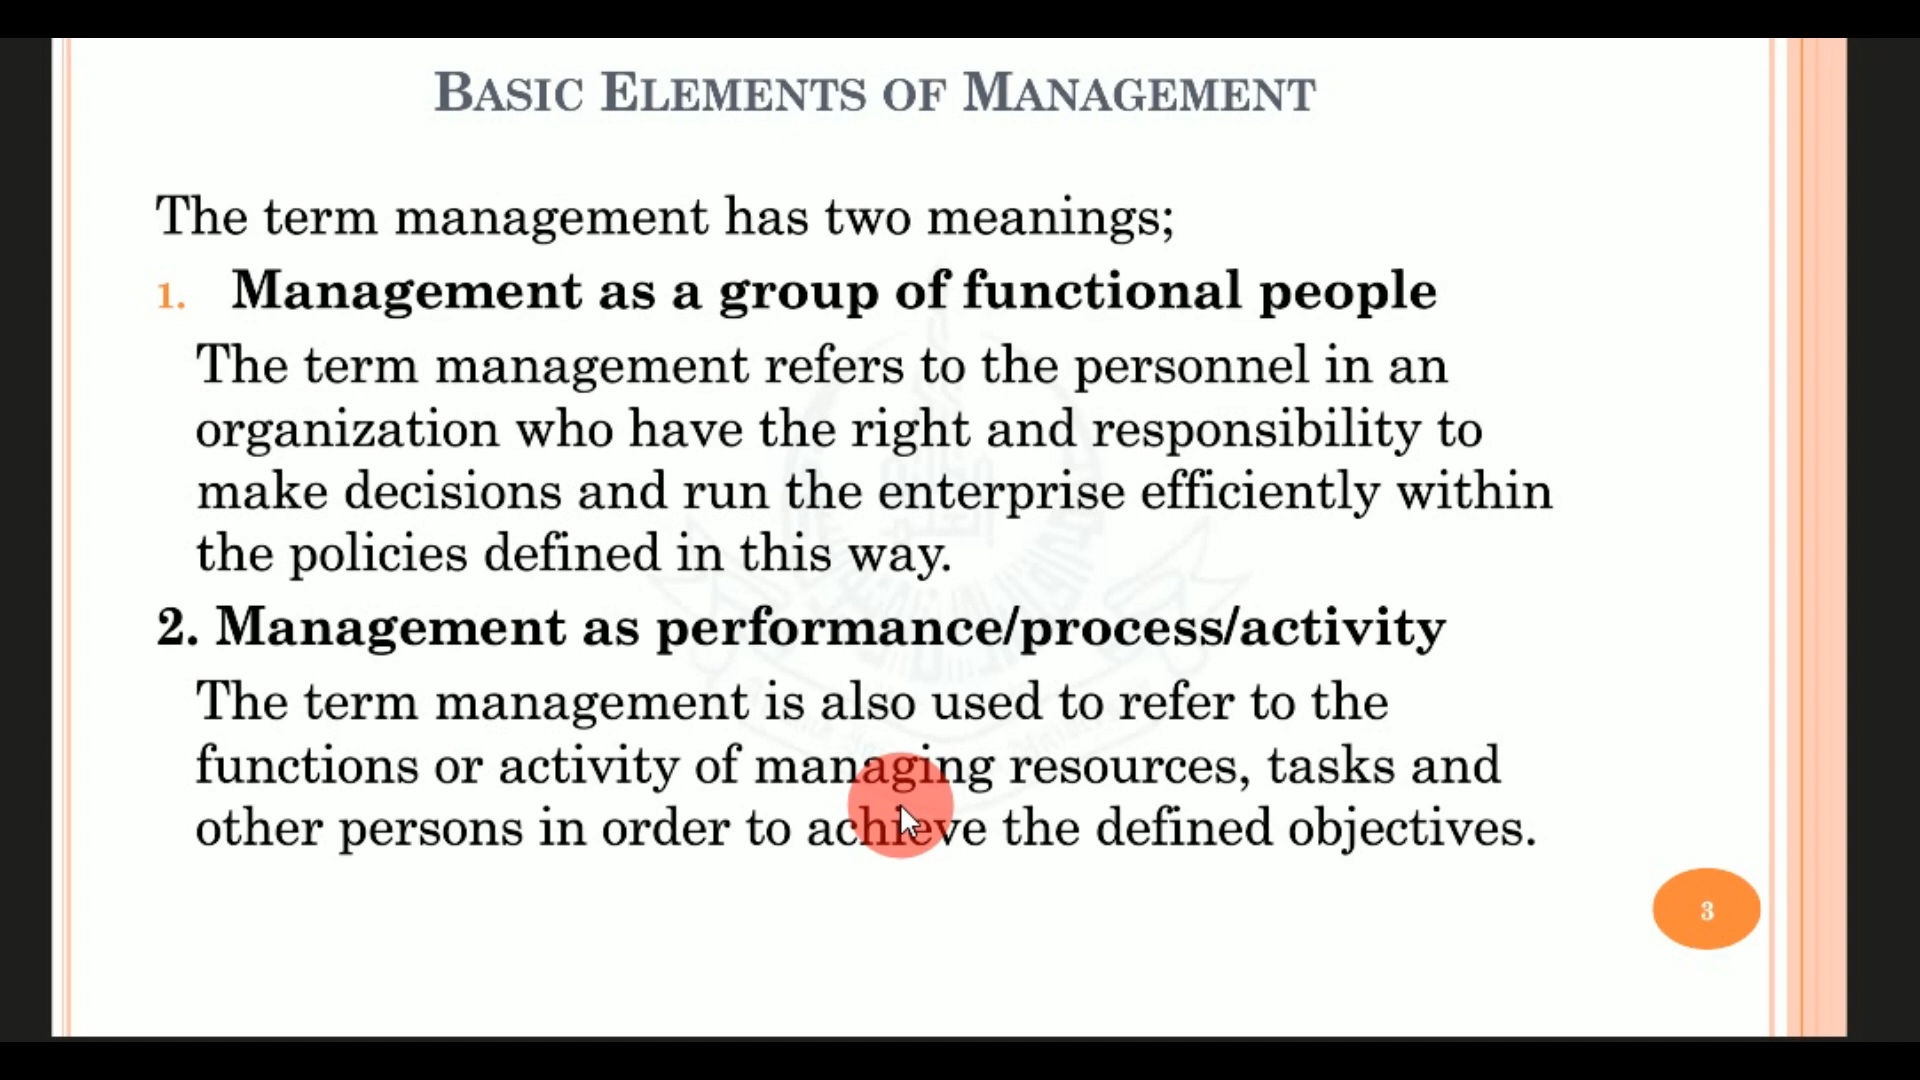 BASIC ELEMENTS OF MANAGEMENT
The term management has two meanings;
1. Management as a group of functional people
The term management refers to the personnel in an
organization who have the right and responsibility to
make decisions and run the enterprise efficiently within
the policies defined in this way.
2. Management as performance/process/activity
The term management is also used to refer to the
functions or activity of managing resources, tasks and
other persons in order to achieve the defined objectives.
3